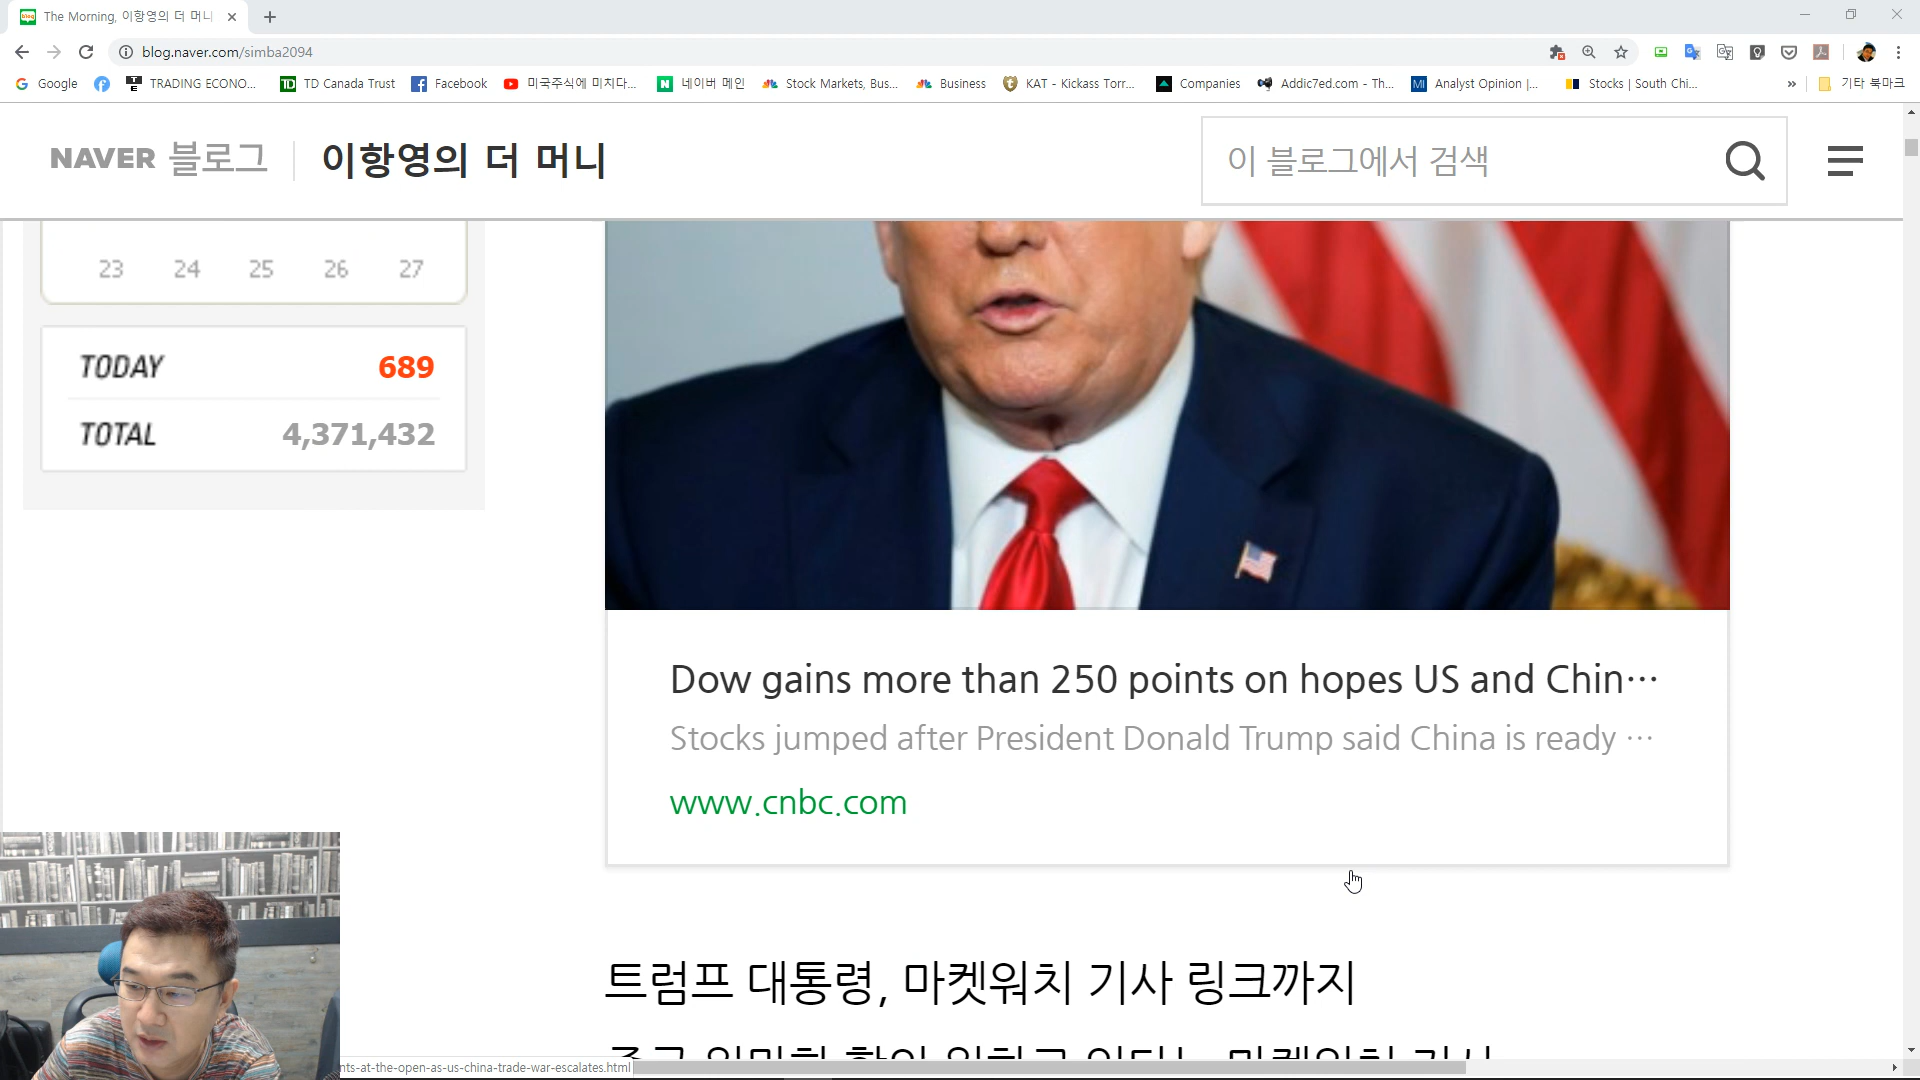 The Morning, 이항영의 더 머니
blog.naver.com/simba2094
Google
TRADING ECONO...
TD Canada Trust
Facebook
미국주식에 미치다...
네이버 메인
Stock Markets, Bus...
Business
KAT - Kickass Torr...
Companies
Addic7ed.com - Th...
Analyst Opinion |...
Stocks | South Chi...
»
기타 북마크
NAVER 블로그
이항영의 더 머니
이 블로그에서 검색
23 24 25 26 27
TODAY 689
TOTAL 4,371,432
Dow gains more than 250 points on hopes US and Chin···
Stocks jumped after President Donald Trump said China is ready ···
www.cnbc.com
트럼프 대통령, 마켓워치 기사 링크까지
nts-at-the-open-as-us-china-trade-war-escalates.html